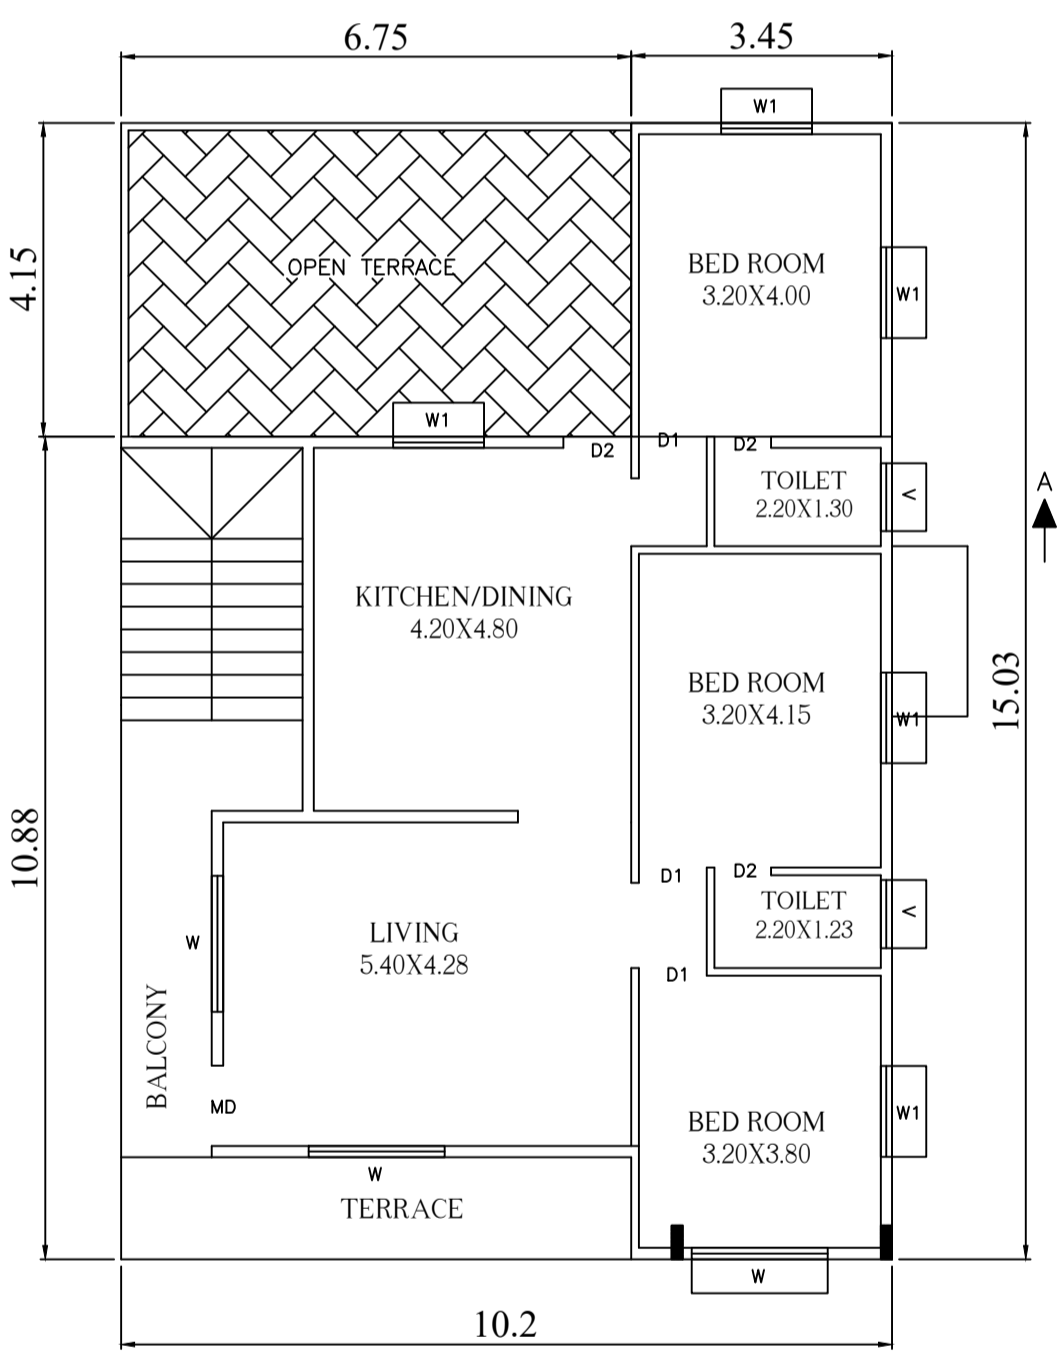 6.75
3.45
W1
4.15
OPEN TERRACE
BED ROOM
3.20X4.00
W1
W1
D2
D1
D2
TOILET
2.20X1.30
V
A
KITCHEN/DINING
4.20X4.80
BED ROOM
3.20X4.15
W1
15.03
10.88
D1
D2
TOILET
2.20X1.23
V
LIVING
5.40X4.28
W
D1
BALCONY
MD
BED ROOM
3.20X3.80
W1
W
TERRACE
W
10.2